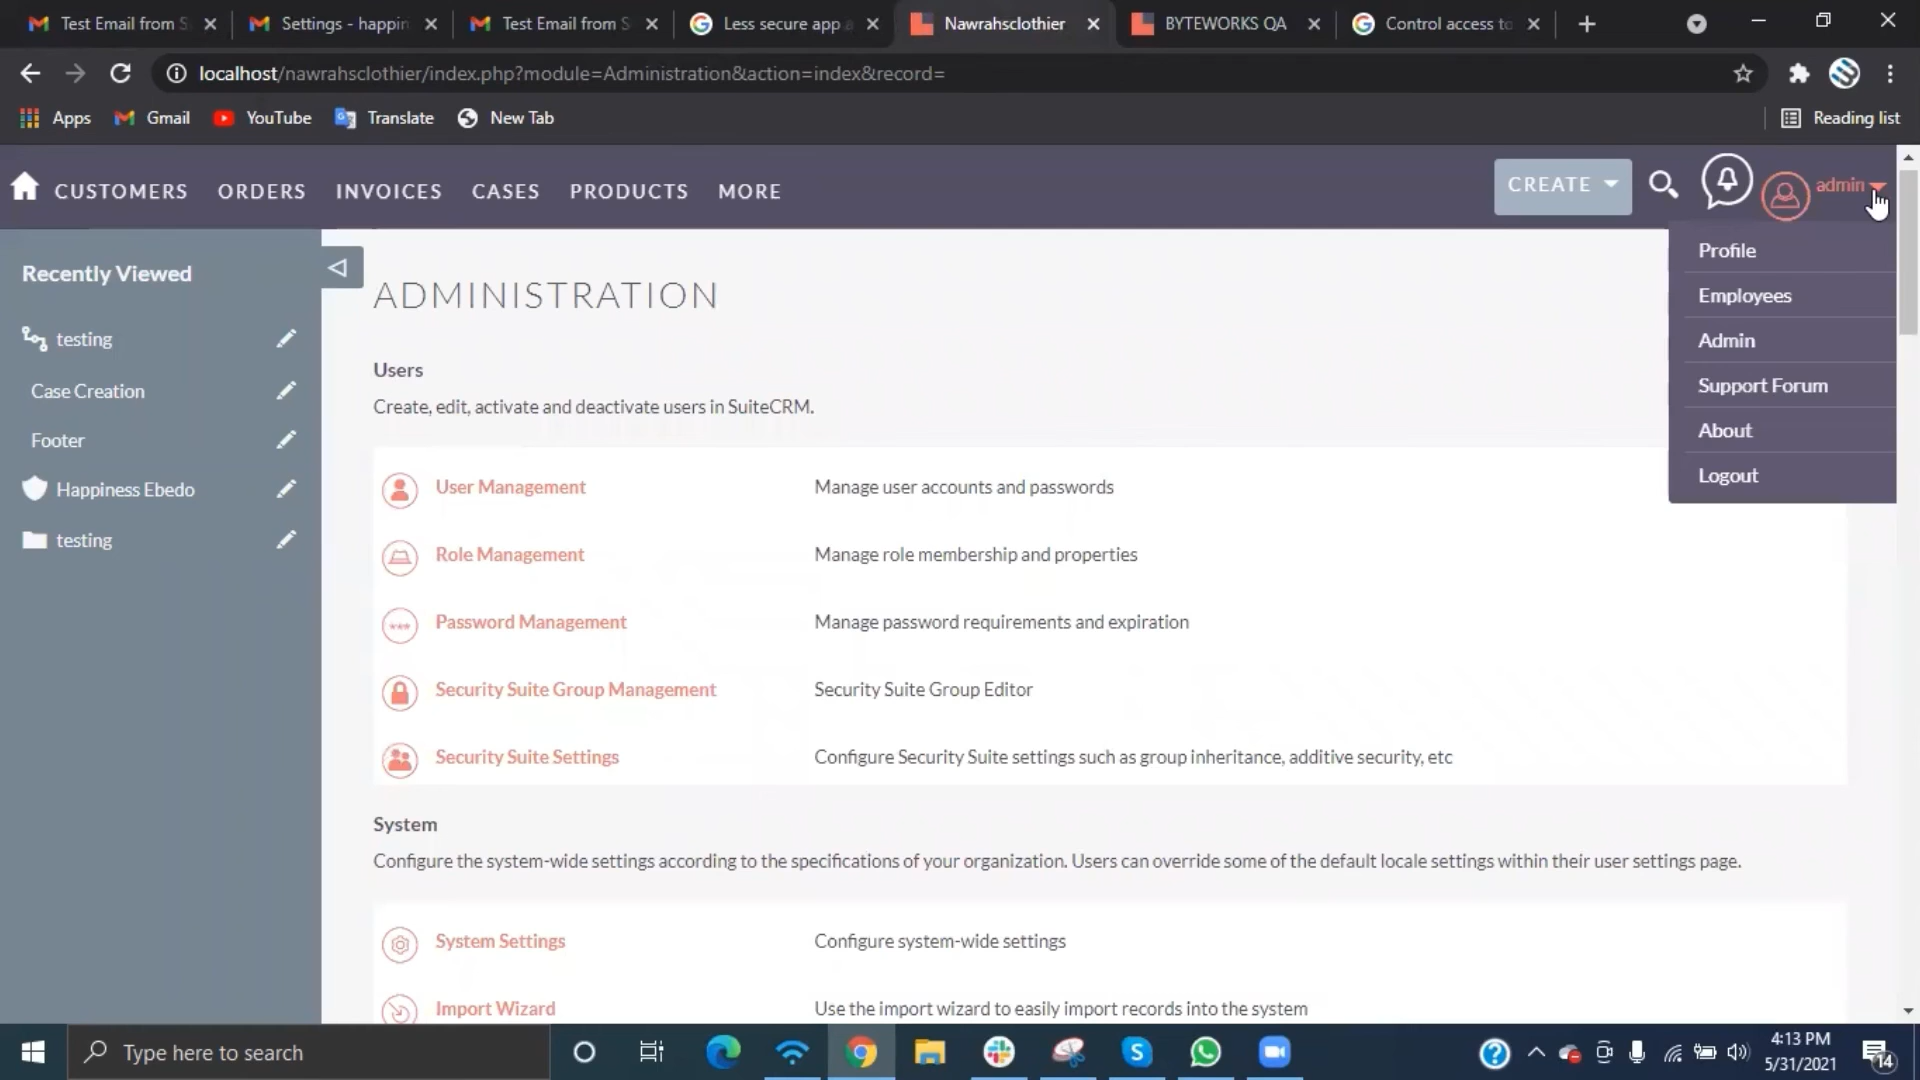 Test Email from S
Settings - happin
Test Email from S
Less secure app a
Nawrahsclothier
BYTEWORKS QA
Control access to
localhost/nawrahsclothier/index.php?module=Administration&action=index&record=
Apps
Gmail
YouTube
Translate
New Tab
Reading list
CUSTOMERS
ORDERS
INVOICES
CASES
PRODUCTS
MORE
CREATE
admin
Profile
Employees
Admin
Support Forum
About
Logout
Recently Viewed
testing
Case Creation
Footer
Happiness Ebedo
testing
ADMINISTRATION
Users
Create, edit, activate and deactivate users in SuiteCRM.
User Management
Manage user accounts and passwords
Role Management
Manage role membership and properties
Password Management
Manage password requirements and expiration
Security Suite Group Management
Security Suite Group Editor
Security Suite Settings
Configure Security Suite settings such as group inheritance, additive security, etc
System
Configure the system-wide settings according to the specifications of your organization. Users can override some of the default locale settings within their user settings page.
System Settings
Configure system-wide settings
Import Wizard
Use the import wizard to easily import records into the system
Type here to search
4:13 PM
5/31/2021
14